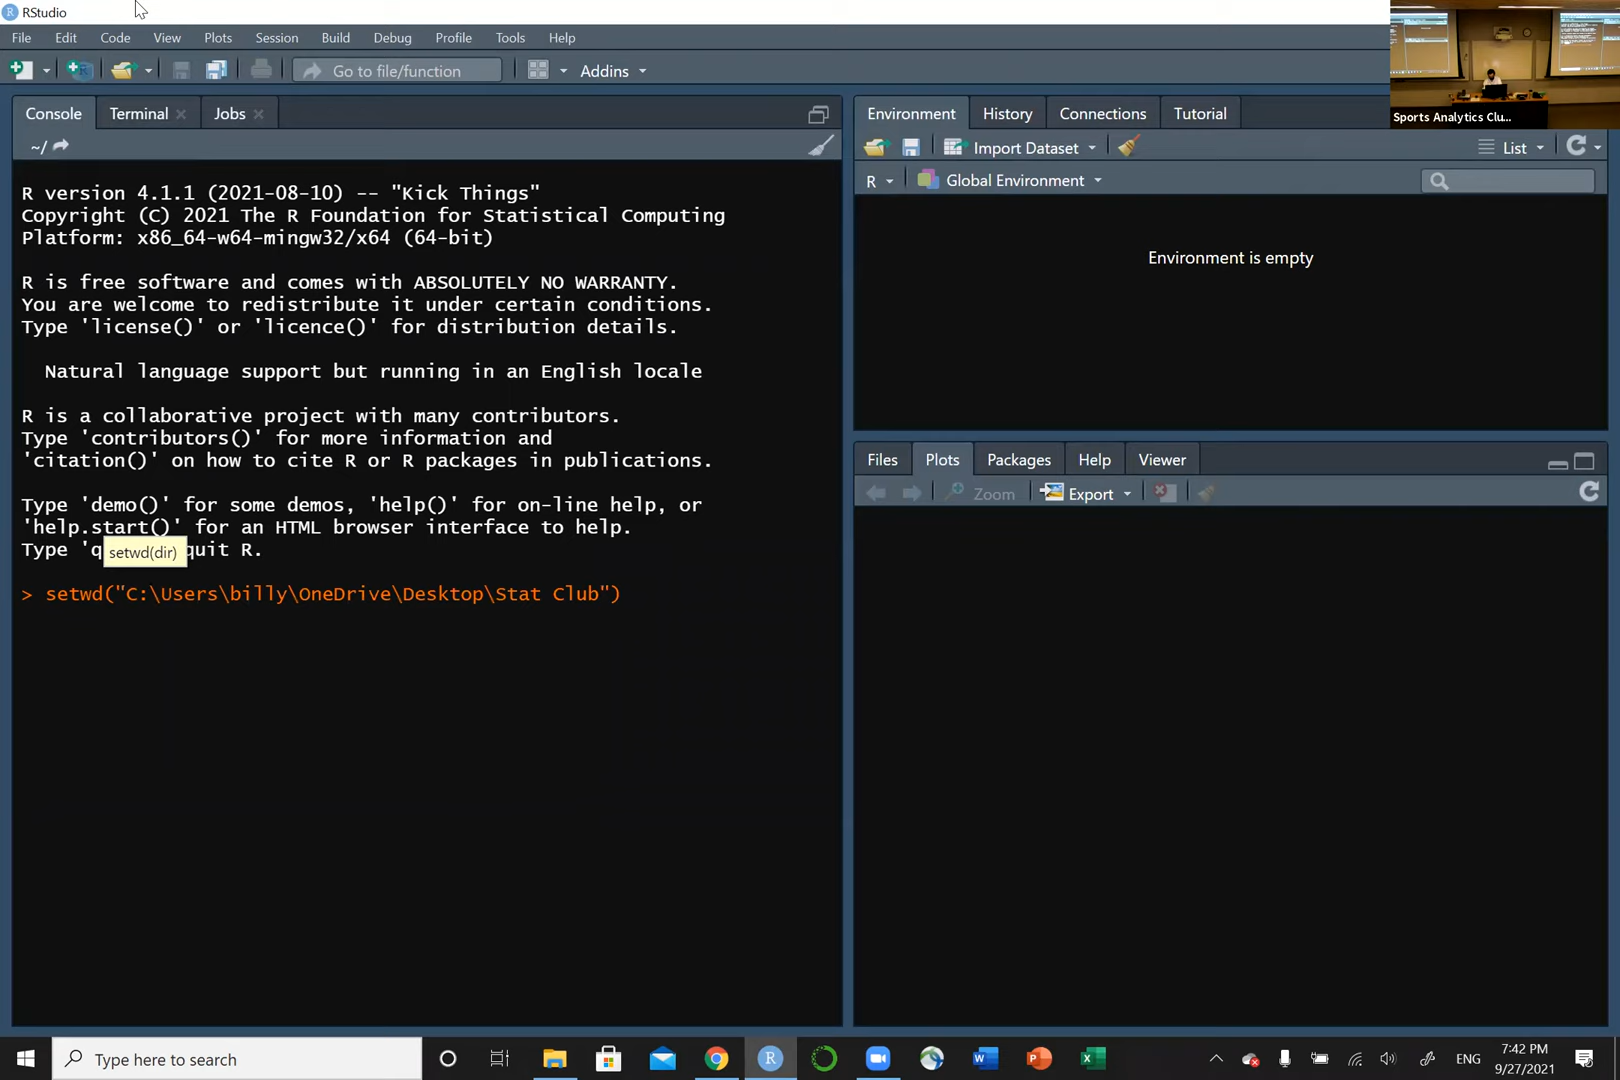 RStudio
File Edit Code View Plots Session Build Debug Profile Tools Help
Go to file/function Addins
Sports Analytics Clu...
Console Terminal Jobs
~/
R version 4.1.1 (2021-08-10) -- "Kick Things"
Copyright (C) 2021 The R Foundation for Statistical Computing
Platform: x86_64-w64-mingw32/x64 (64-bit)
R is free software and comes with ABSOLUTELY NO WARRANTY.
You are welcome to redistribute it under certain conditions.
Type 'license()' or 'licence()' for distribution details.
Natural language support but running in an English locale
R is a collaborative project with many contributors.
Type 'contributors()' for more information and
'citation()' on how to cite R or R packages in publications.
Type 'demo()' for some demos, 'help()' for on-line help, or
'help.start()' for an HTML browser interface to help.
Type 'q quit R.
setwd(dir)
> setwd("C:\Users\billy\OneDrive\Desktop\Stat Club")
Environment History Connections Tutorial
Import Dataset List
R Global Environment
Environment is empty
Files Plots Packages Help Viewer
Zoom Export
Type here to search
ENG
7:42 PM
9/27/2021